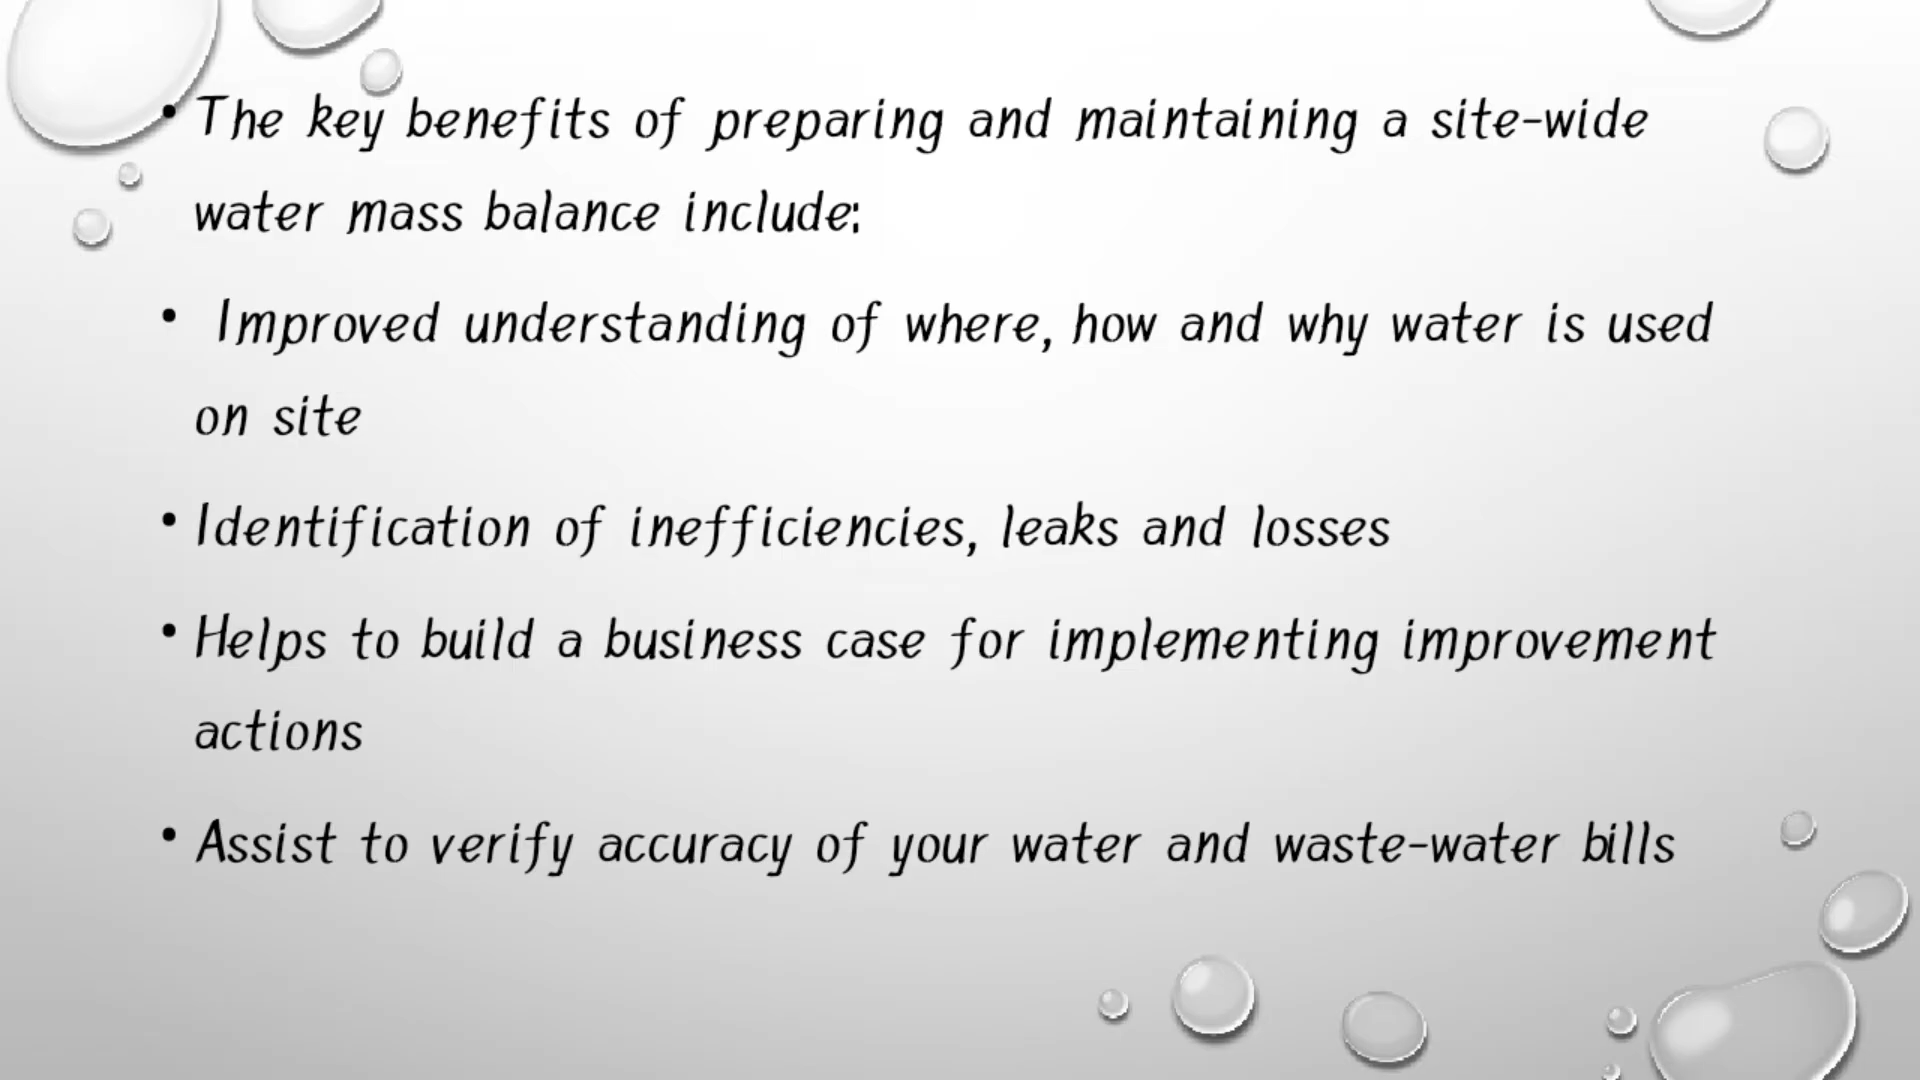 • The key benefits of preparing and maintaining a site-wide
water mass balance include:
• Improved understanding of where, how and why water is used
on site
• Identification of inefficiencies, leaks and losses
• Helps to build a business case for implementing improvement
actions
• Assist to verify accuracy of your water and waste-water bills